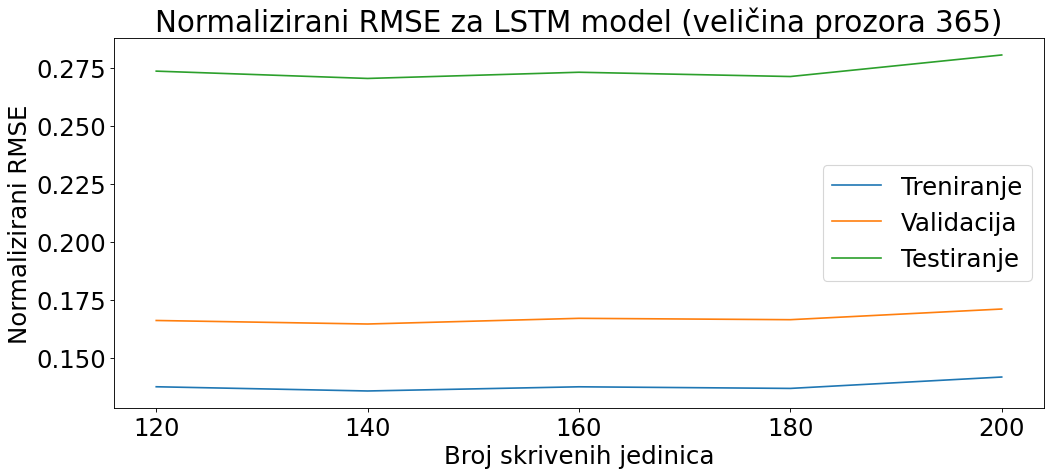 Normalizirani RMSE za LSTM model (veličina prozora 365)
Normalizirani RMSE
0.275
0.250
0.225
0.200
0.175
0.150
Treniranje
Validacija
Testiranje
120 140 160 180 200
Broj skrivenih jedinica